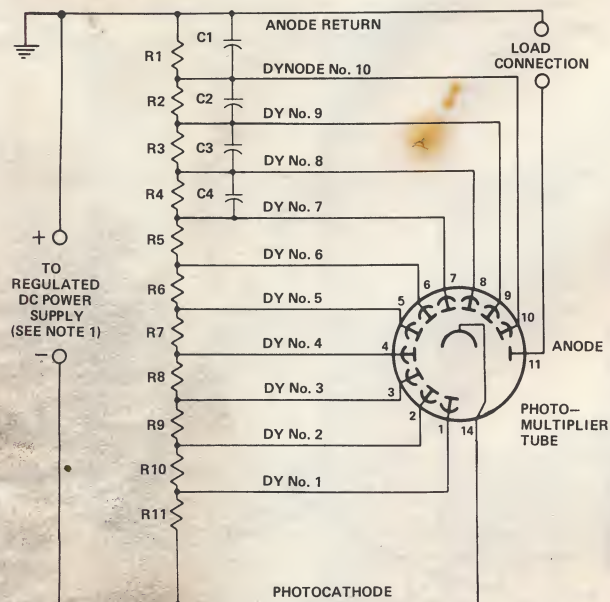 ANODE RETURN
R1
C1
LOAD
CONNECTION
DYNODE No. 10
R2
C2
DY No. 9
R3
C3
DY No. 8
R4
C4
DY No. 7
R5
+
TO
REGULATED
DC POWER
SUPPLY
(SEE NOTE 1)
−
DY No. 6
R6
DY No. 5
R7
DY No. 4
R8
DY No. 3
R9
DY No. 2
R10
DY No. 1
R11
1
2
3
4
5
6
7
8
9
10
11
14
ANODE
PHOTO—
MULTIPLIER
TUBE
PHOTOCATHODE